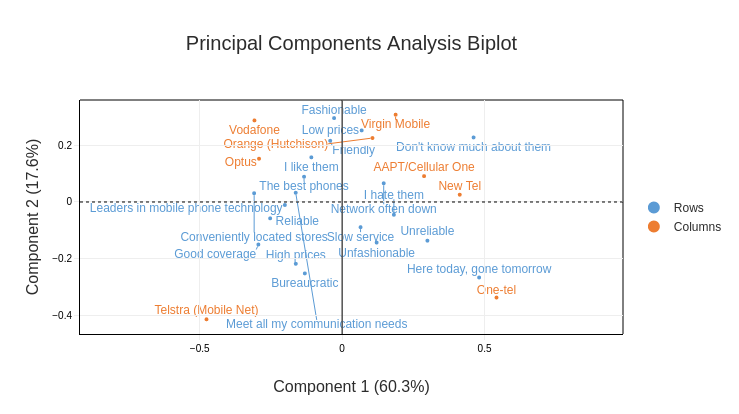 Principal Components Analysis Biplot
Fashionable
Virgin Mobile
Vodafone
Low prices
Orange (Hutchison)
Friendly
Don't know much about them
Optus
I like them
AAPT/Cellular One
The best phones
New Tel
I hate them
Leaders in mobile phone technology
Network often down
Reliable
Conveniently located stores
Slow service
Unreliable
Good coverage
High prices
Unfashionable
Here today, gone tomorrow
Bureaucratic
One-tel
Telstra (Mobile Net)
Meet all my communication needs
0.2
0
−0.2
−0.4
−0.5
0
0.5
Component 2 (17.6%)
Component 1 (60.3%)
Rows
Columns